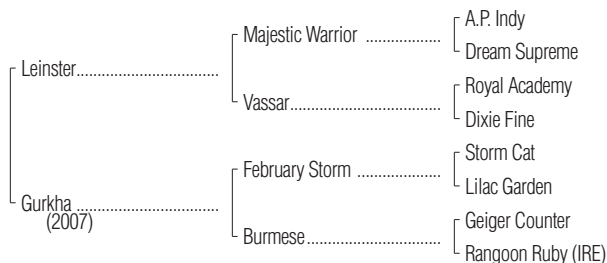 A.P. Indy
Majestic Warrior ..................
Dream Supreme
Leinster...................................
Royal Academy
Vassar.....................................
Dixie Fine
Storm Cat
February Storm ....................
Lilac Garden
Gurkha ...................................
(2007)
Geiger Counter
Burmese.................................
Rangoon Ruby (IRE)